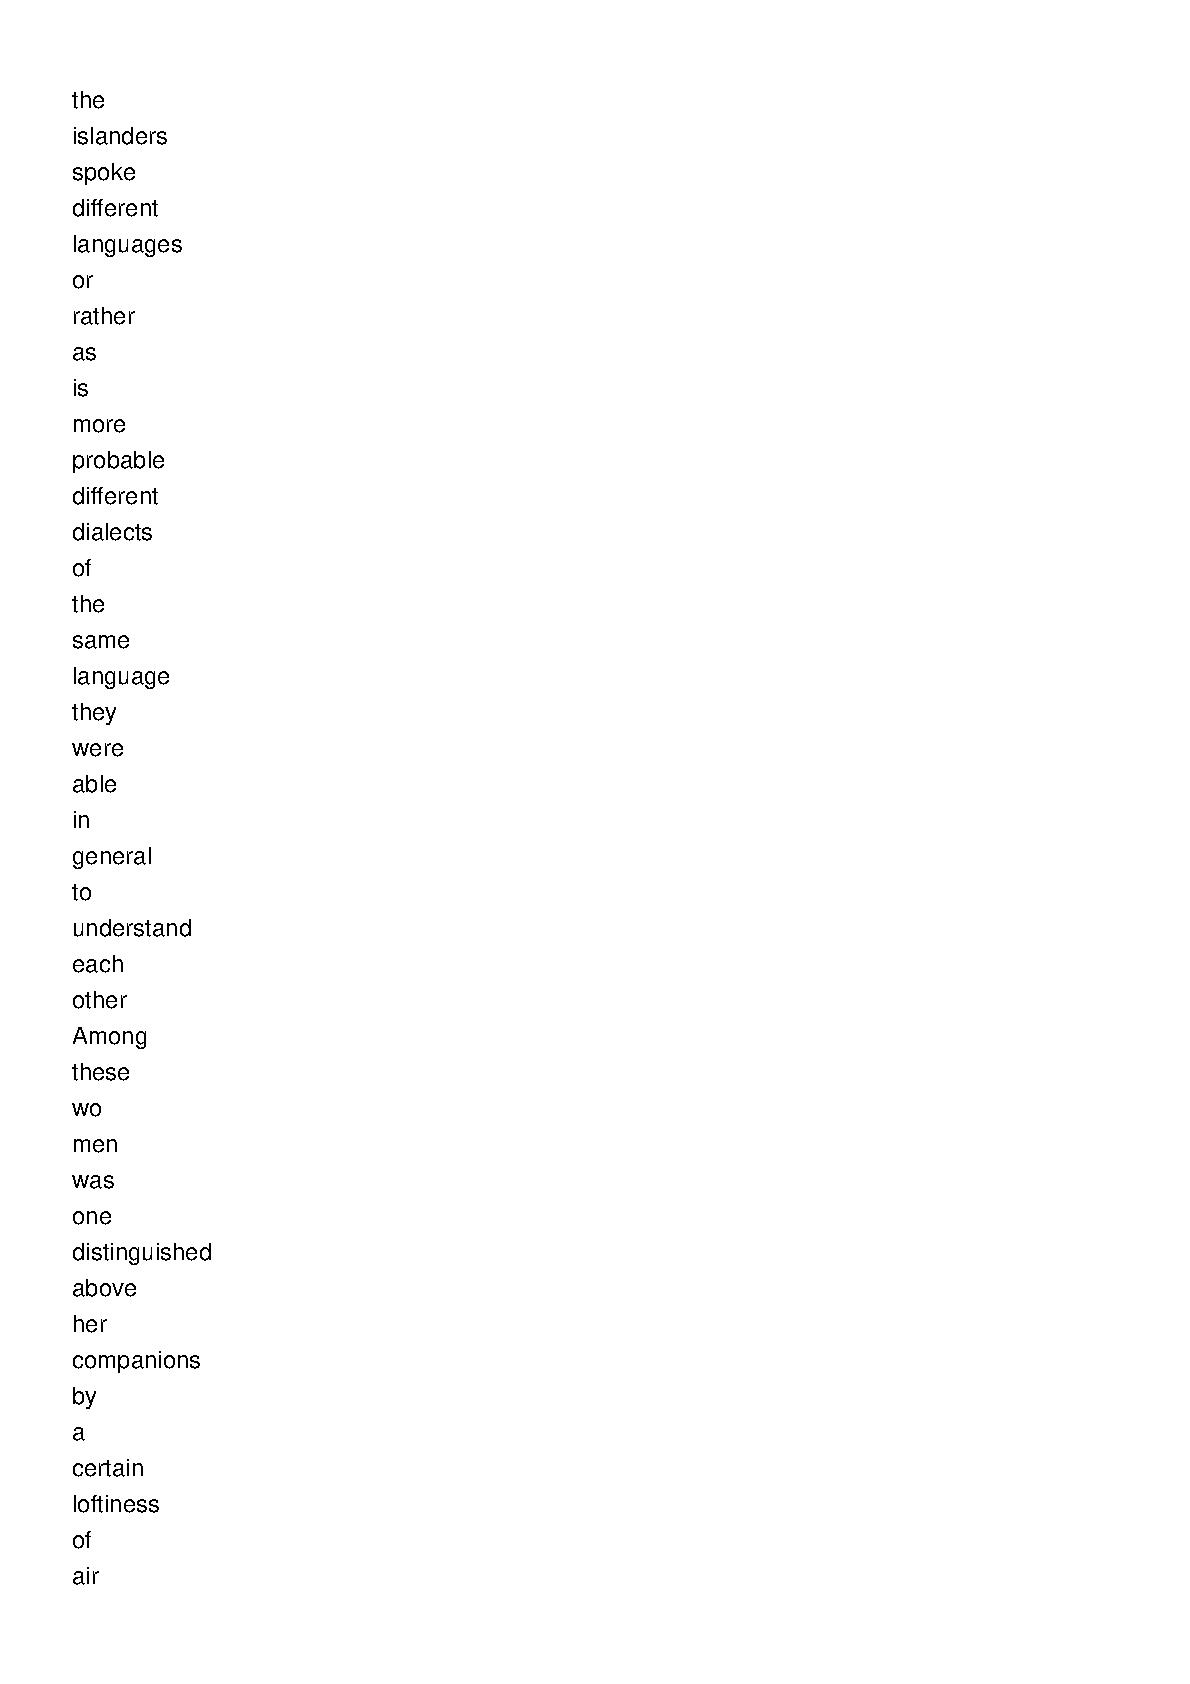 the
islanders
spoke
different
languages
or
rather
as
is
more
probable
different
dialects
of
the
same
language
they
were
able
in
general
to
understand
each
other
Among
these
wo
men
was
one
distinguished
above
her
companions
by
a
certain
loftiness
of
air